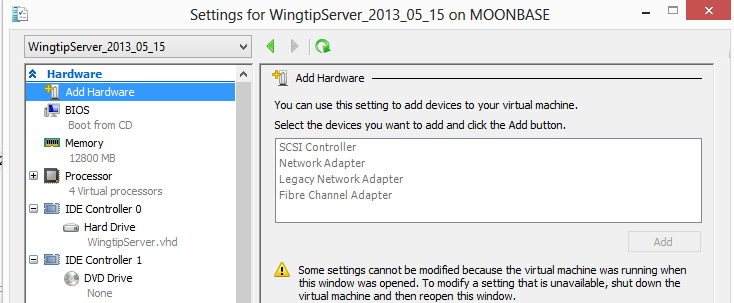 Settings for WingtipServer_2013_05_15 on MOONBASE
WingtipServer_2013_05_15
Hardware
Add Hardware
BIOS
Boot from CD
Memory
12800 MB
Processor
4 Virtual processors
IDE Controller 0
Hard Drive
WingtipServer.vhd
IDE Controller 1
DVD Drive
None
Add Hardware
You can use this setting to add devices to your virtual machine.
Select the devices you want to add and click the Add button.
SCSI Controller
Network Adapter
Legacy Network Adapter
Fibre Channel Adapter
Add
Some settings cannot be modified because the virtual machine was running when
this window was opened. To modify a setting that is unavailable, shut down the
virtual machine and then reopen this window.